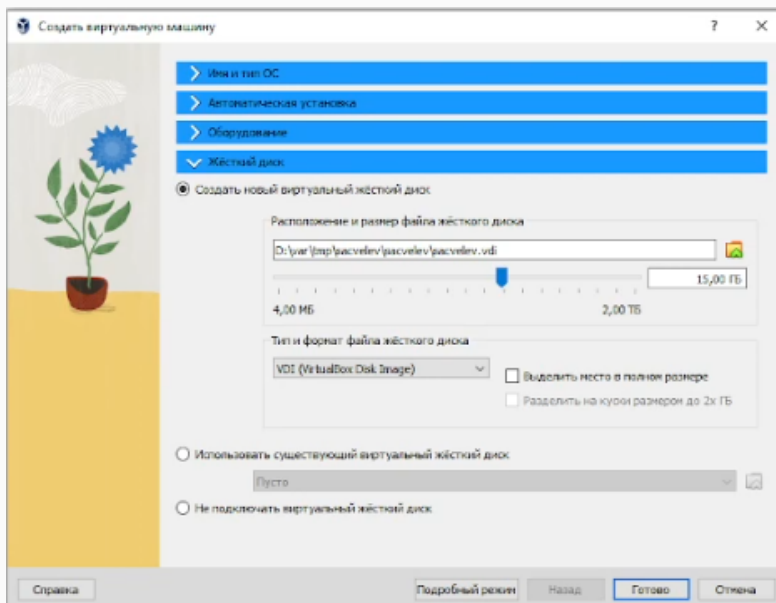 Создать виртуальную машину
? ×
Имя и тип ОС
Автоматическая установка
Оборудование
Жёсткий диск
Создать новый виртуальный жёсткий диск
Расположение и размер файла жёсткого диска
D:\var\tmp\sacvelev\sacvelev\sacvelev.vdi
15,00 ГБ
4,00 МБ 2,00 ТБ
Тип и формат файла жёсткого диска
VDI (VirtualBox Disk Image)
Выделить место в полном размере
Разделить на куски размером до 2х ГБ
Использовать существующий виртуальный жёсткий диск
Пусто
Не подключать виртуальный жёсткий диск
Справка Подробный режим Назад Готово Отмена